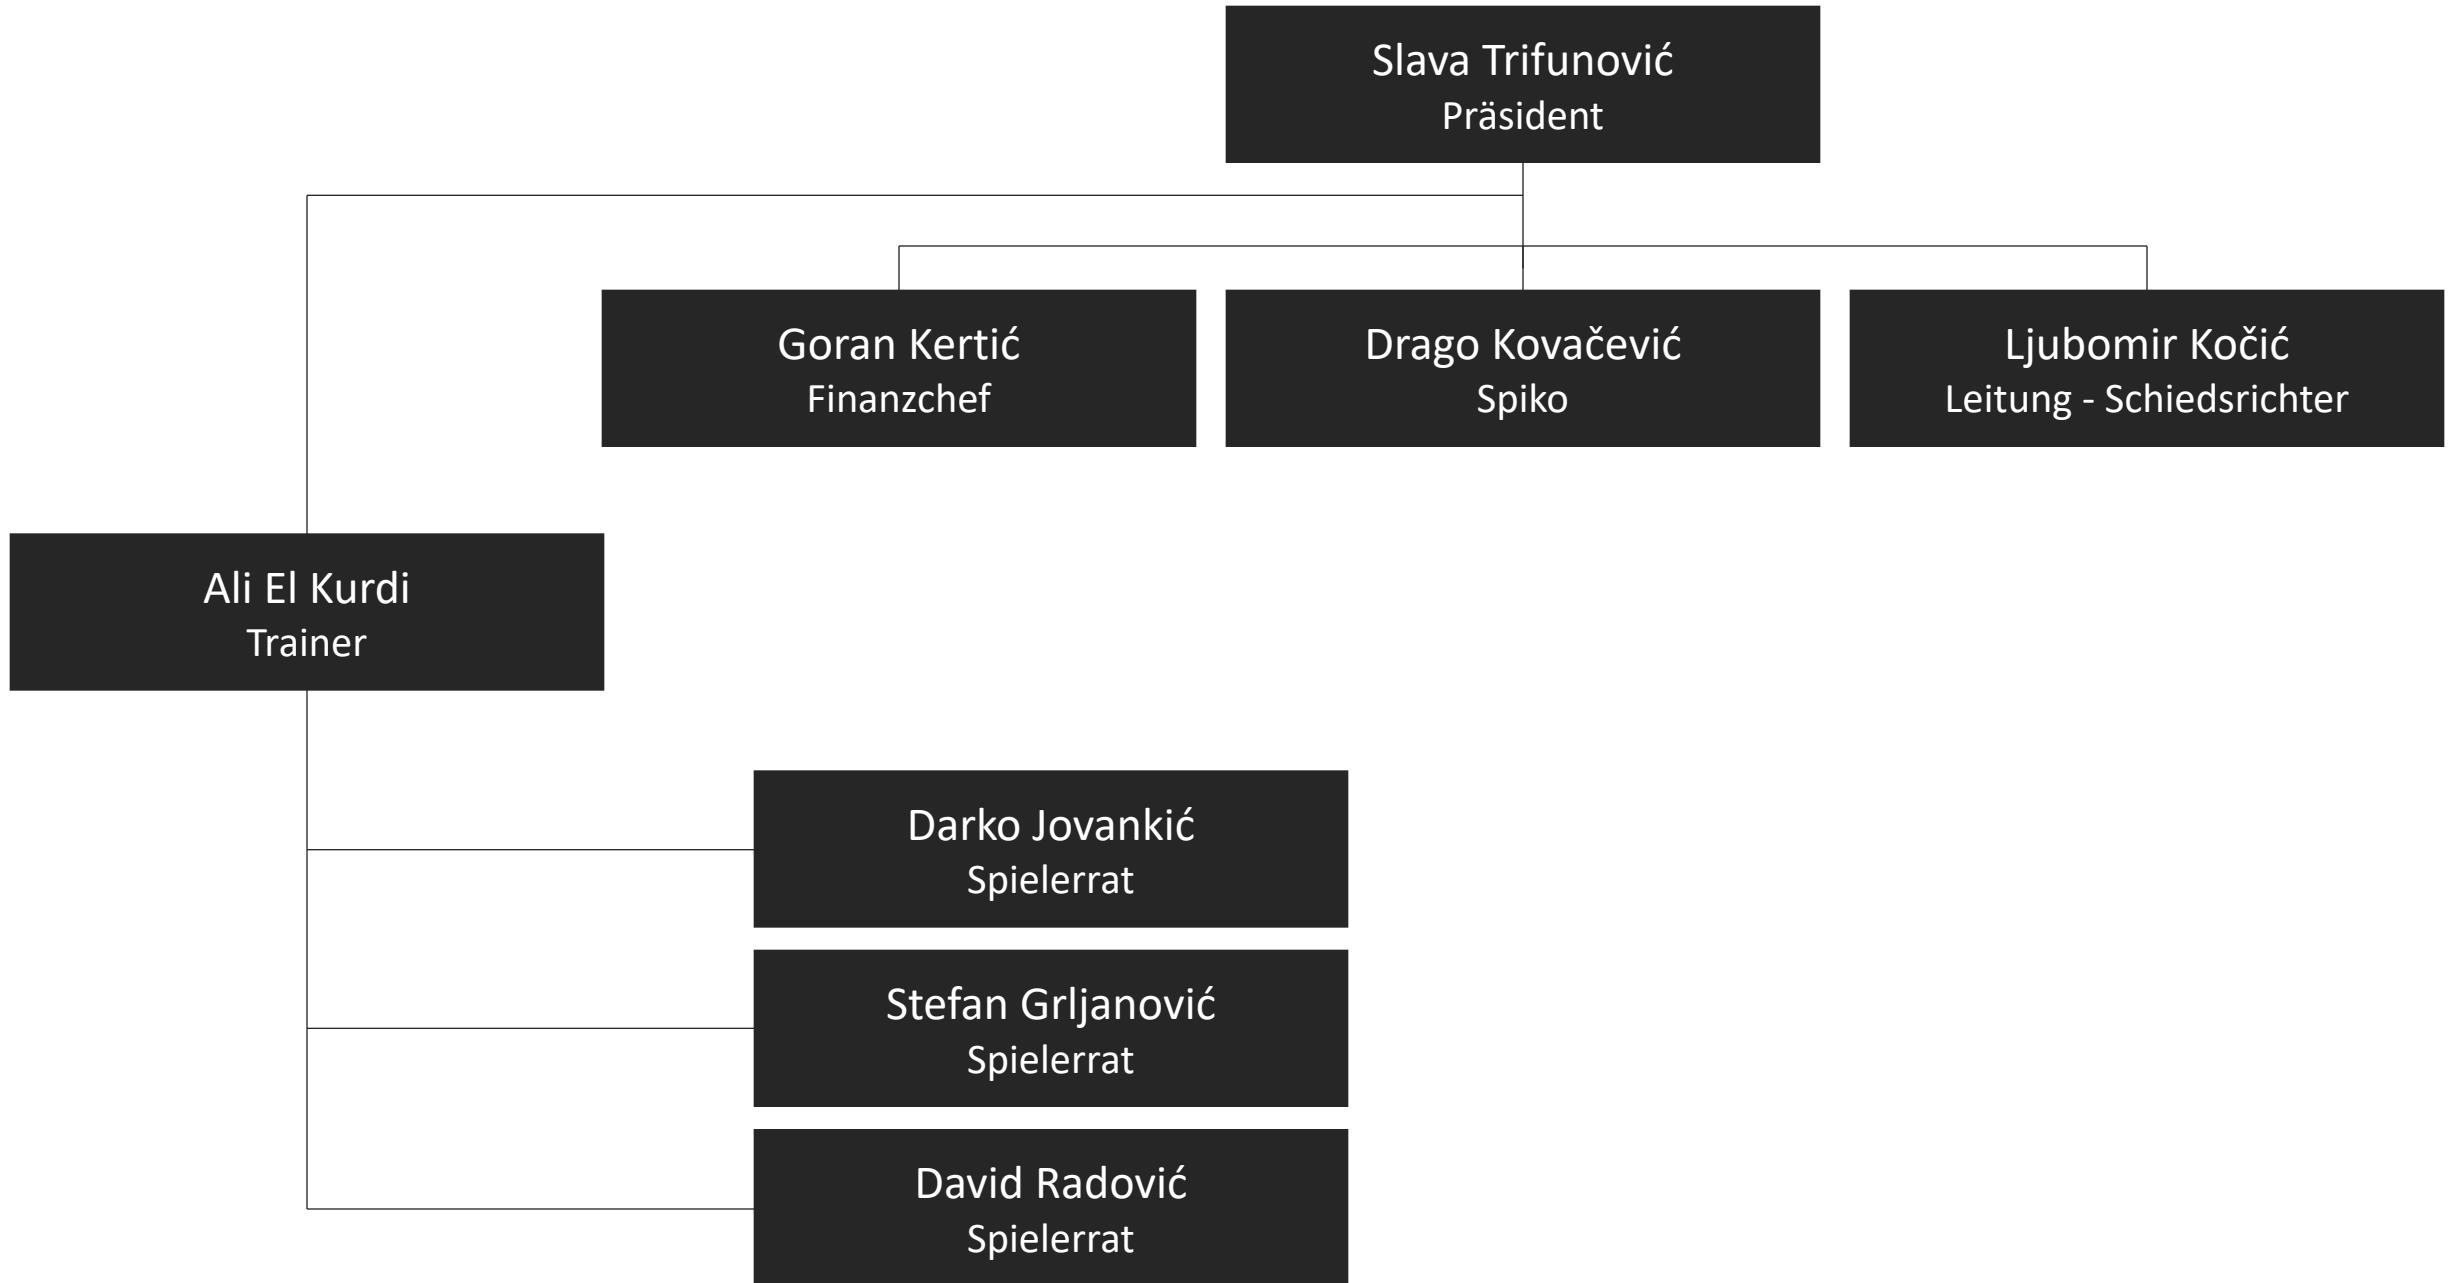 Slava Trifunović
Präsident
Goran Kertić
Finanzchef
Drago Kovačević
Spiko
Ljubomir Kočić
Leitung - Schiedsrichter
Ali El Kurdi
Trainer
Darko Jovankić
Spielerrat
Stefan Grljanović
Spielerrat
David Radović
Spielerrat